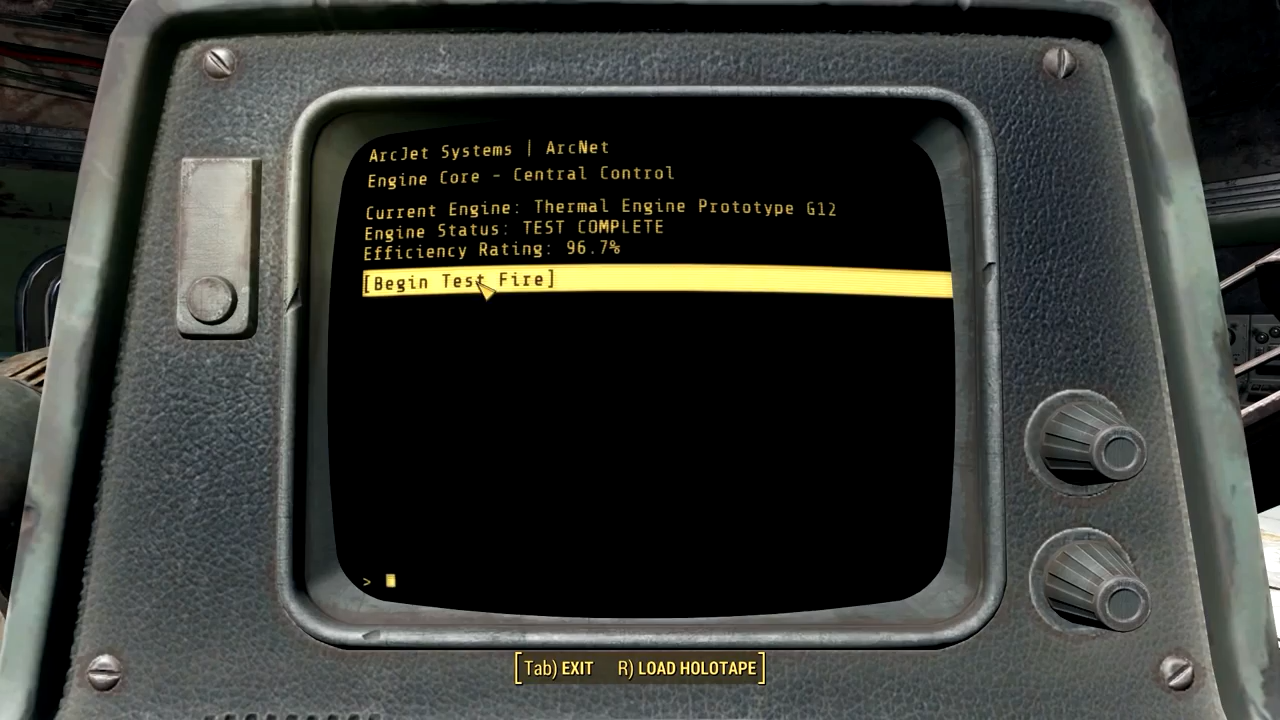 ArcJet Systems | ArcNet
Engine Core - Central Control
Current Engine: Thermal Engine Prototype G12
Engine Status: TEST COMPLETE
Efficiency Rating: 96.7%
[Begin Test Fire]
>
[Tab) EXIT R) LOAD HOLOTAPE]